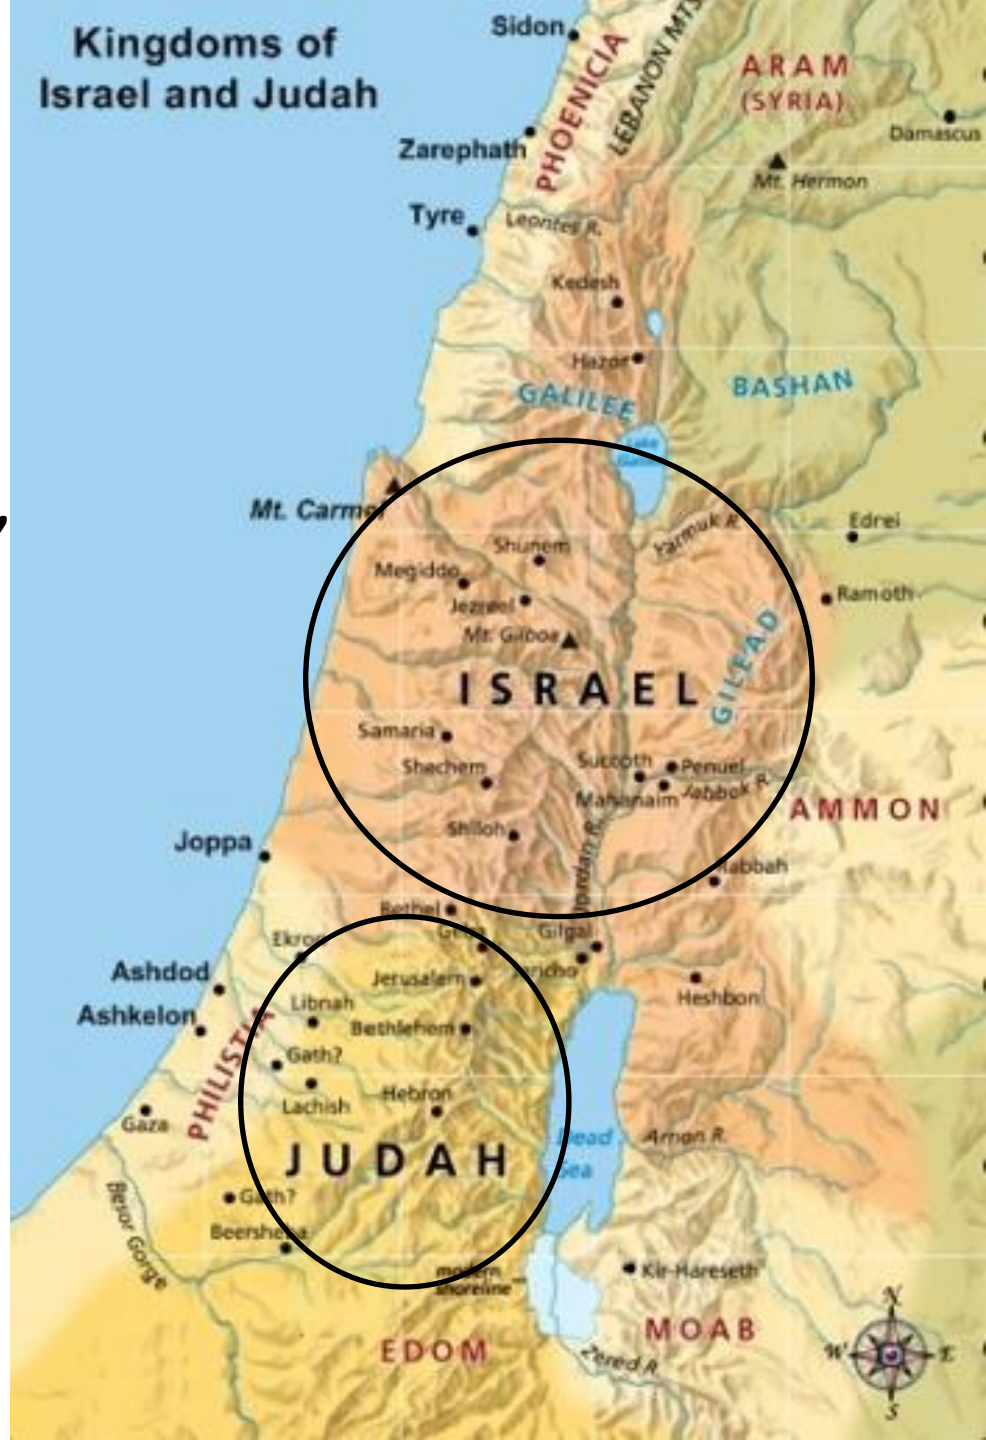 Kingdoms of
Israel and Judah
Sidon
PHOENICIA
LEBANON MTS
ARAM
(SYRIA)
Damascus
Zarephath
Mt. Hermon
Tyre
Leontes R.
Kedesh
Hazor
GALILEE
BASHAN
Lake
Mt. Carmel
Yarmuk R.
Edrei
Shunem
Megiddo
Ramoth
Jezreel
Mt. Gilboa
GILEAD
ISRAEL
Samaria
Shechem
Succoth
Penuel
Mahanaim
Jabbok R.
AMMON
Shiloh
Jordan R.
Joppa
Rabbah
Bethel
Geba
Gilgal
Ekron
Jericho
Ashdod
Jerusalem
Heshbon
Libnah
Ashkelon
Bethlehem
PHILISTIA
Gath?
Lachish
Hebron
Gaza
Dead
Sea
Arnon R.
JUDAH
Gath?
Besor Gorge
Beersheba
modern
shoreline
Kir-Hareseth
EDOM
MOAB
Zered R.
N
W
E
S